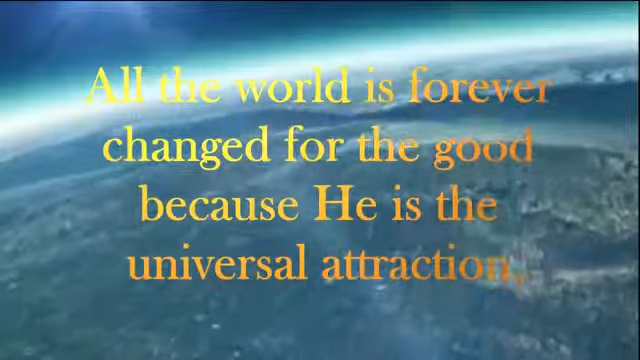 All the world is forever
changed for the good
because He is the
universal attraction,